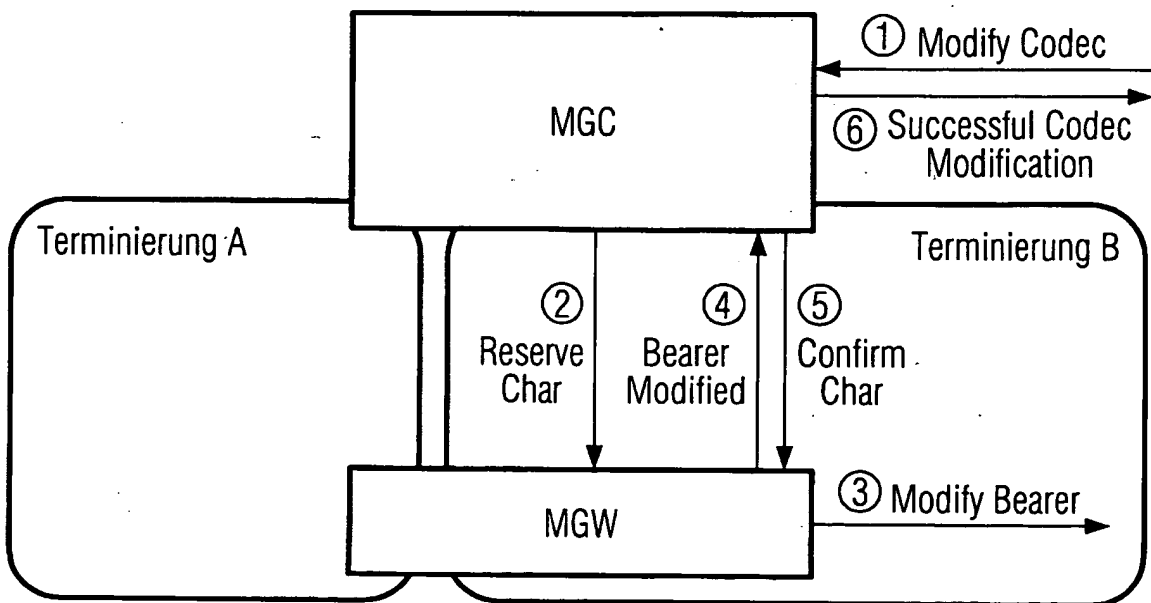 ① Modify Codec
MGC
⑥ Successful Codec
Modification
Terminierung A
Terminierung B
②
Reserve
Char
④
Bearer
Modified
⑤
Confirm
Char
③ Modify Bearer
MGW